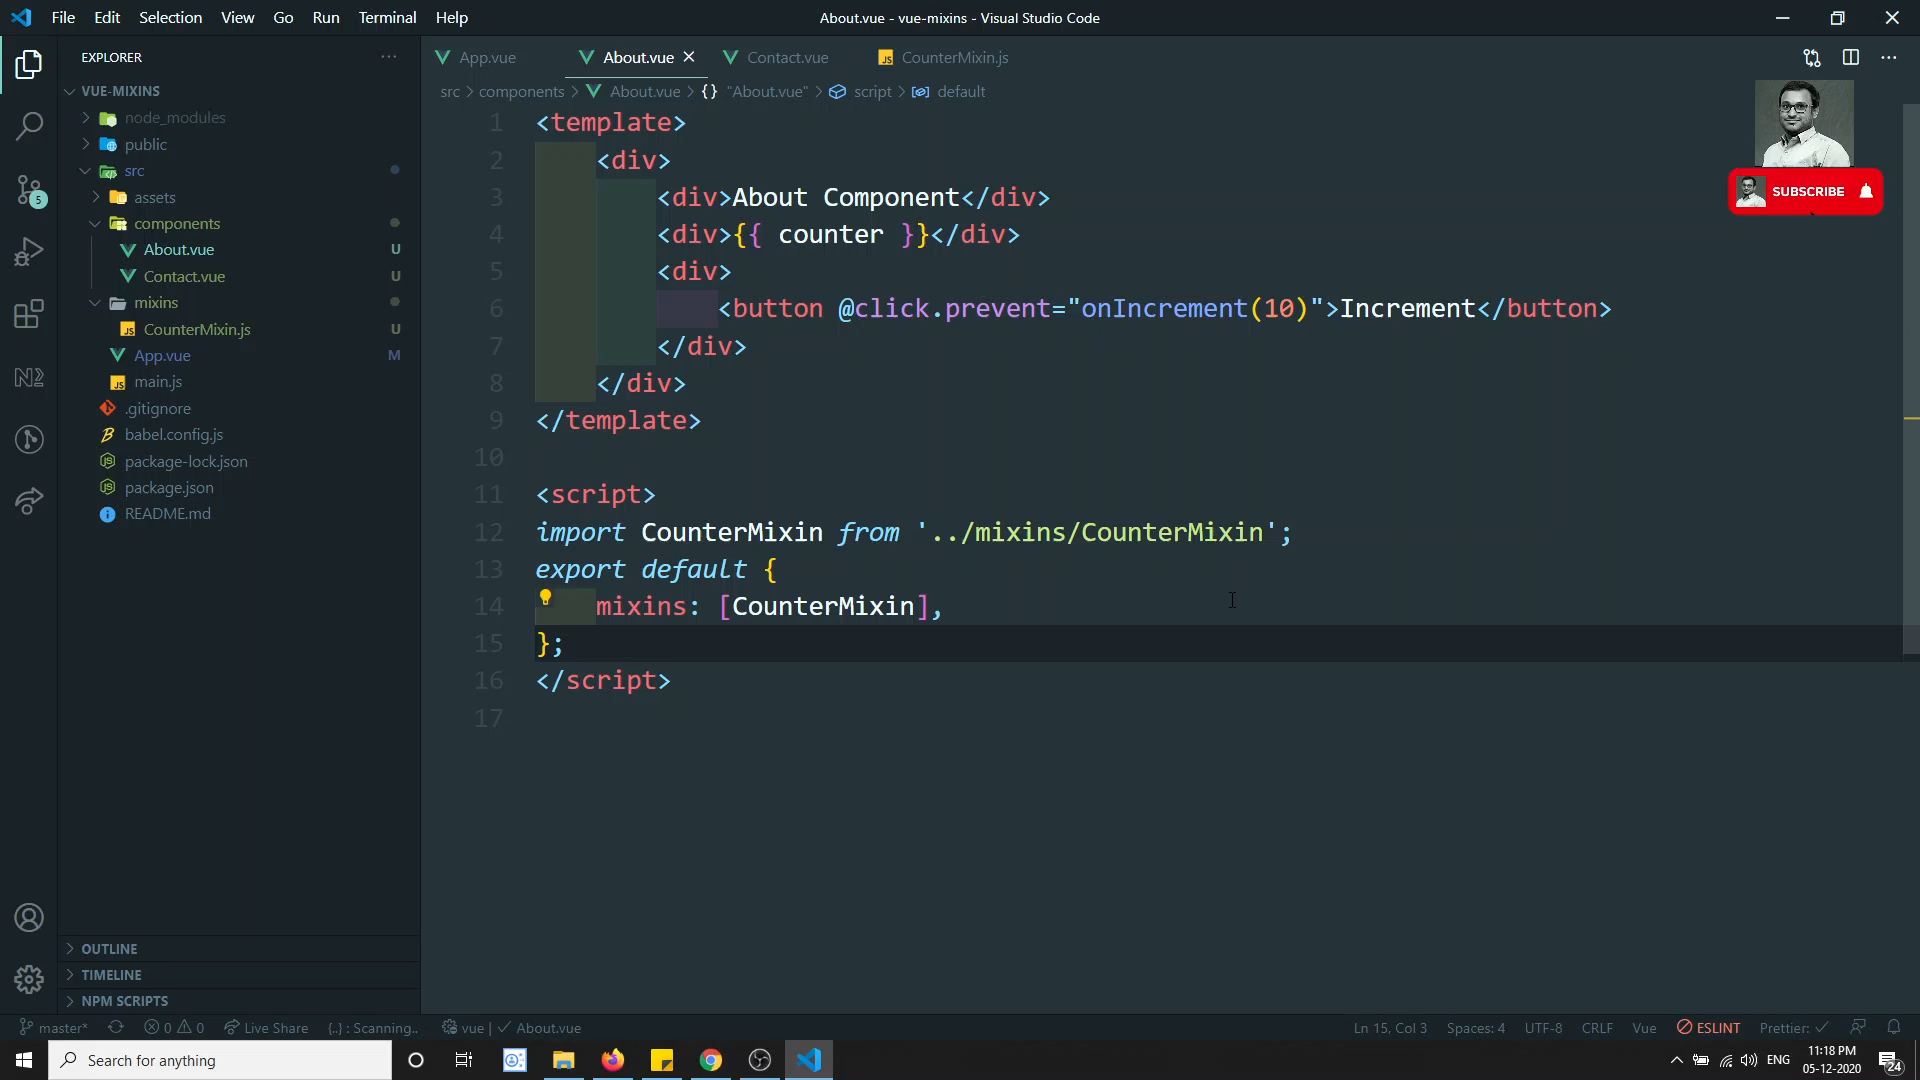 File Edit Selection View Go Run Terminal Help
About.vue - vue-mixins - Visual Studio Code
EXPLORER
VUE-MIXINS
node_modules
public
src
assets
components
About.vue U
Contact.vue U
mixins
JS CounterMixin.js U
App.vue M
JS main.js
.gitignore
babel.config.js
package-lock.json
package.json
README.md
OUTLINE
TIMELINE
NPM SCRIPTS
5
App.vue About.vue Contact.vue JS CounterMixin.js
src > components > About.vue > {} "About.vue" > script > default
1 <template>
2 <div>
3 <div>About Component</div>
4 <div>{{ counter }}</div>
5 <div>
6 <button @click.prevent="onIncrement(10)">Increment</button>
7 </div>
8 </div>
9 </template>
10
11 <script>
12 import CounterMixin from '../mixins/CounterMixin';
13 export default {
14 mixins: [CounterMixin],
15 };
16 </script>
17
SUBSCRIBE
master* 0 0 Live Share {..} : Scanning.. vue | About.vue
Ln 15, Col 3 Spaces: 4 UTF-8 CRLF Vue ESLINT Prettier:
Search for anything
ENG
11:18 PM
05-12-2020
24